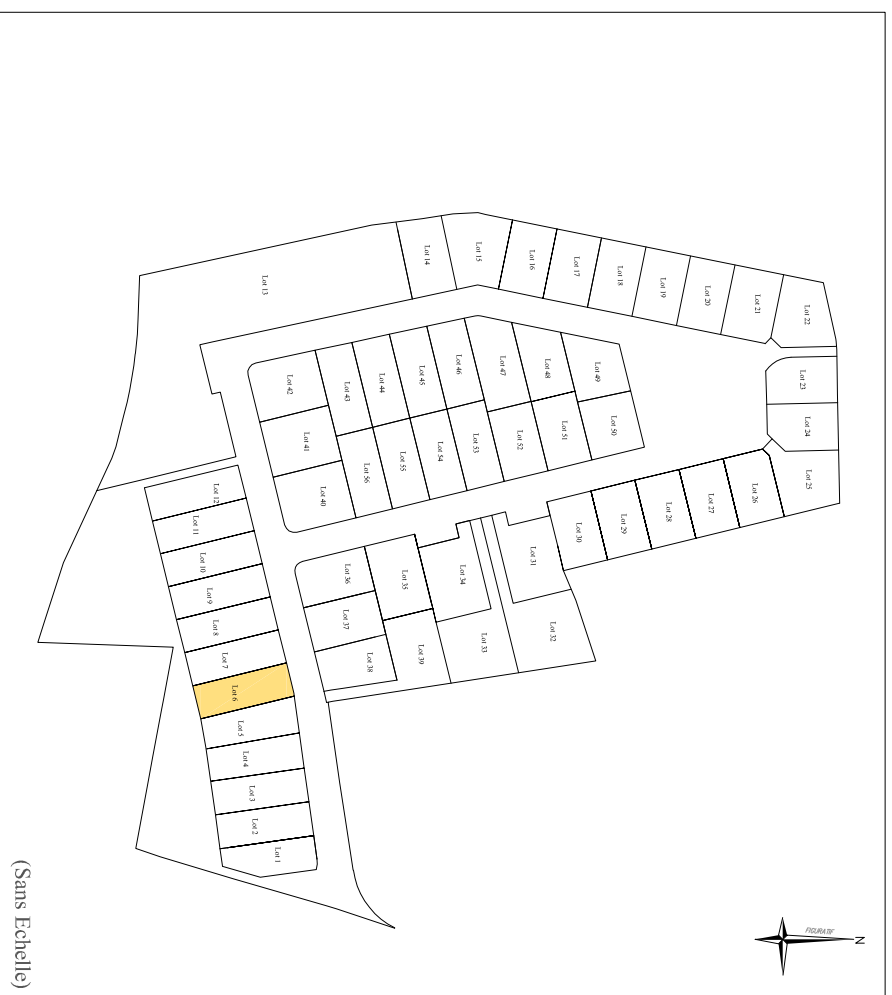 Lot 1
Lot 2
Lot 3
Lot 4
Lot 5
Lot 6
Lot 7
Lot 8
Lot 9
Lot 10
Lot 11
Lot 12
Lot 13
Lot 14
Lot 15
Lot 16
Lot 17
Lot 18
Lot 19
Lot 20
Lot 21
Lot 22
Lot 23
Lot 24
Lot 25
Lot 26
Lot 27
Lot 28
Lot 29
Lot 30
Lot 31
Lot 32
Lot 33
Lot 34
Lot 35
Lot 36
Lot 37
Lot 38
Lot 39
Lot 40
Lot 41
Lot 42
Lot 43
Lot 44
Lot 45
Lot 46
Lot 47
Lot 48
Lot 49
Lot 50
Lot 51
Lot 52
Lot 53
Lot 54
Lot 55
Lot 56
FIGURATIF
N
(Sans Echelle)